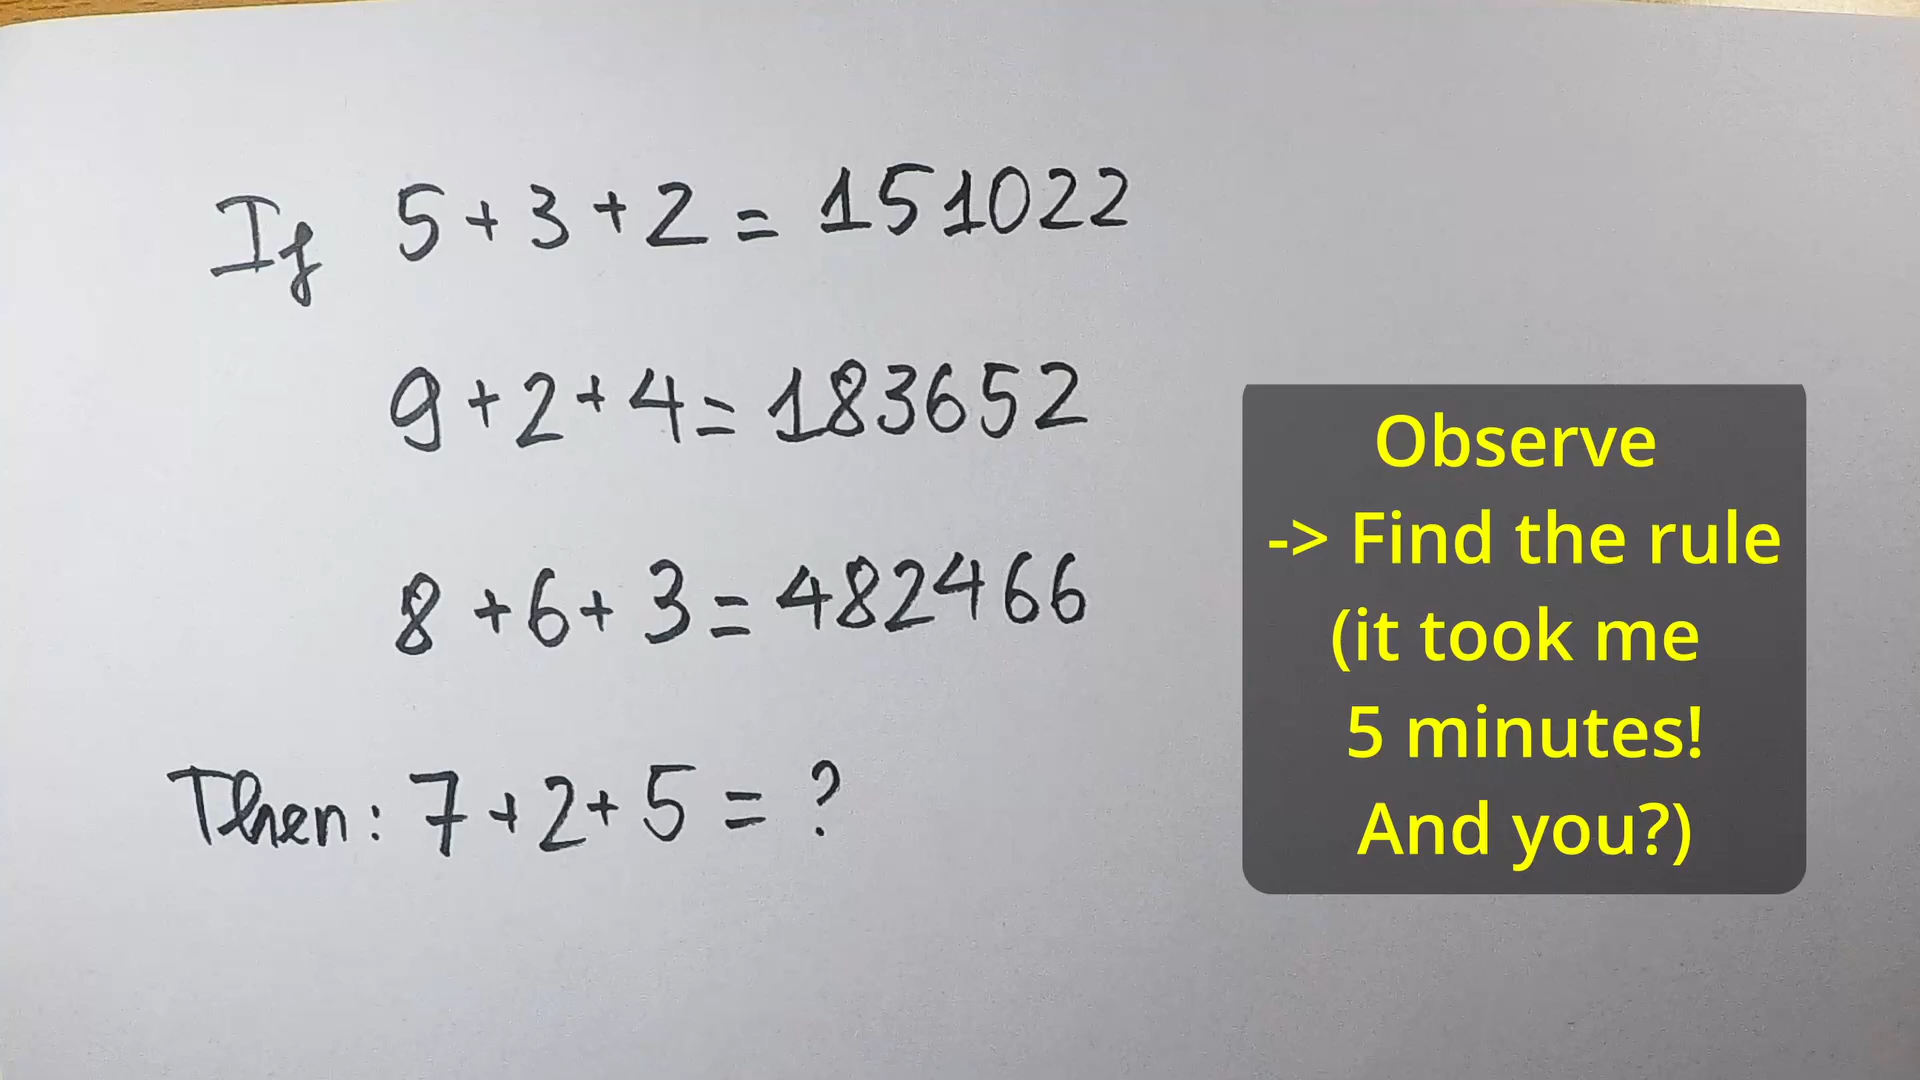 If 5+3+2=151022
9+2+4=183652
8+6+3=482466
Then: 7+2+5=?
Observe
-> Find the rule
(it took me
5 minutes!
And you?)